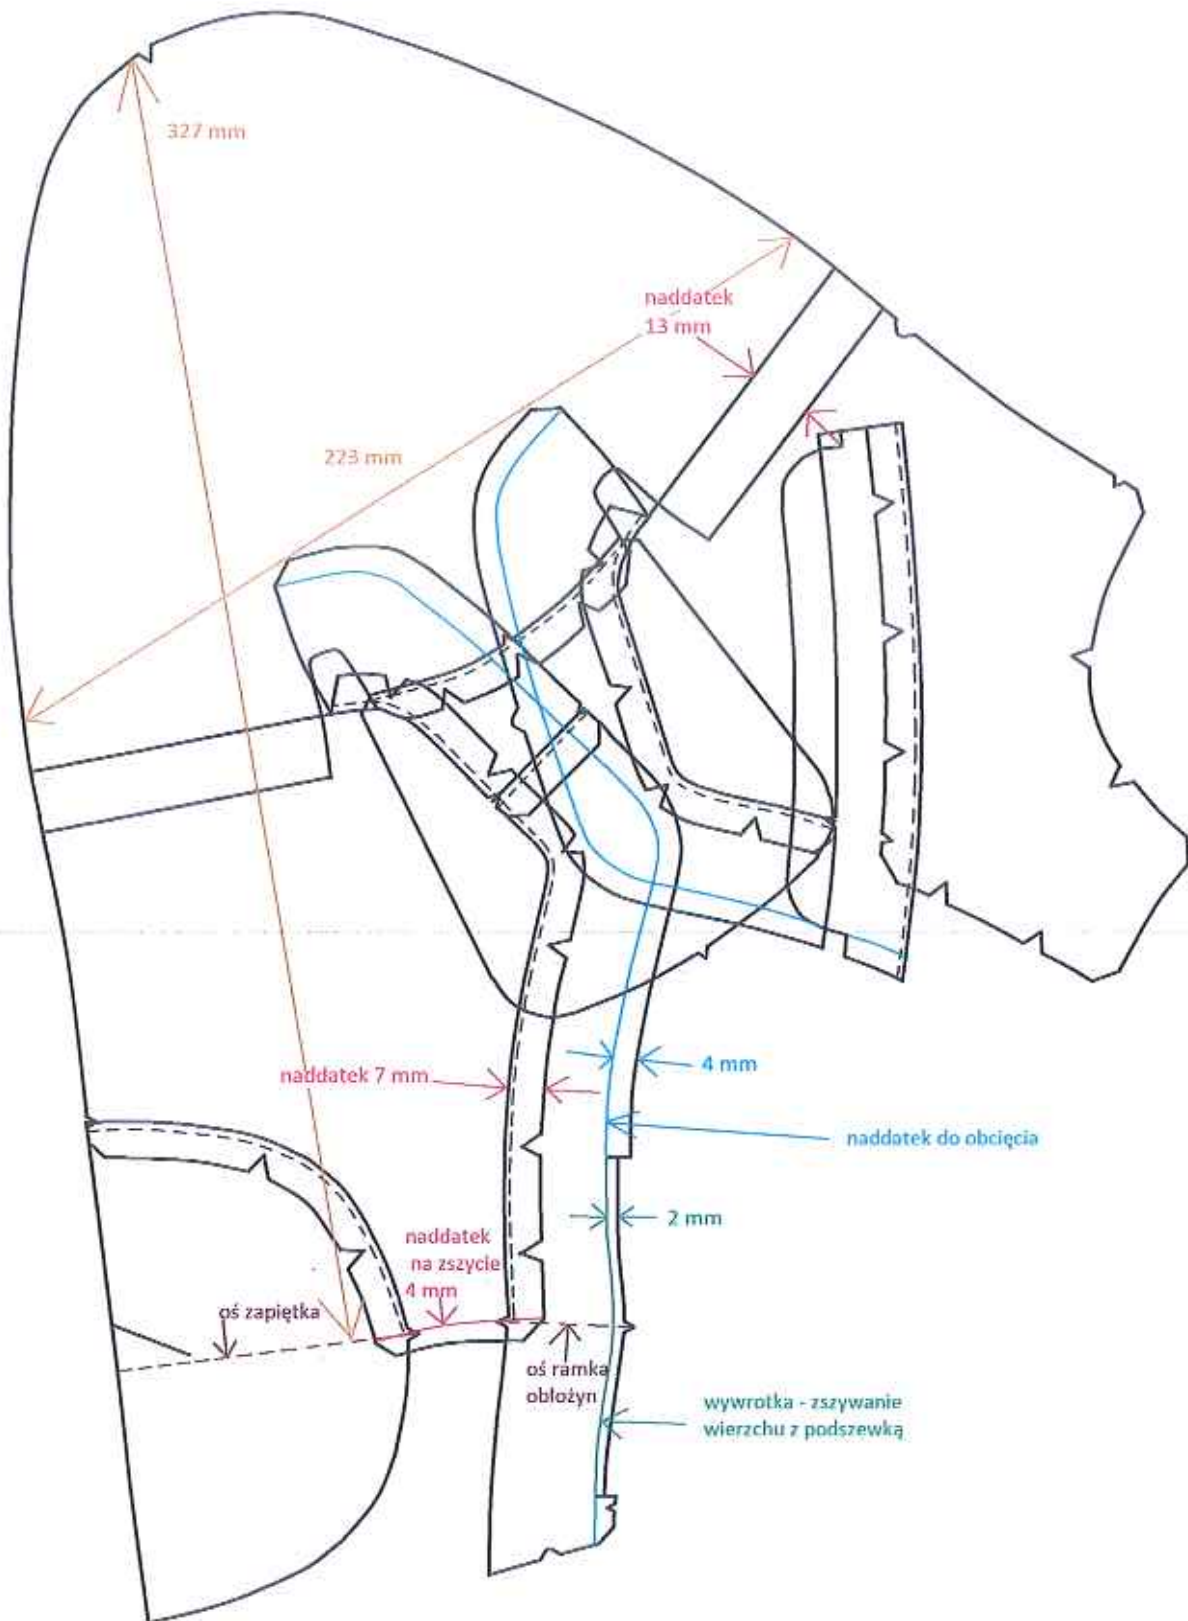 327 mm
naddatek
13 mm
223 mm
naddatek 7 mm
4 mm
naddatek do obcięcia
2 mm
naddatek
na zszycie
4 mm
oś zapiętka
oś ramka
obłożyn
wywrotka - zszywanie
wierzchu z podszewką